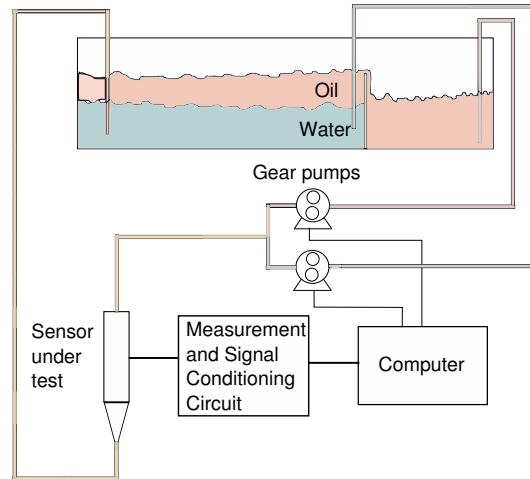 Oil
Water
Gear pumps
Sensor
under
test
Measurement
and Signal
Conditioning
Circuit
Computer